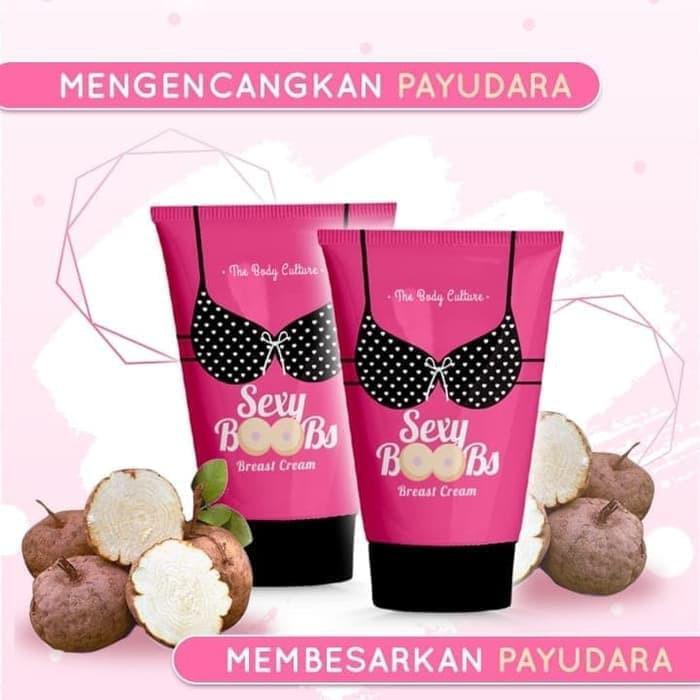 MENGENCANGKAN PAYUDARA
· The Body Culture ·
Sexy
BOOBs
Breast Cream
· The Body Culture ·
Sexy
BOOBs
Breast Cream
MEMBESARKAN PAYUDARA